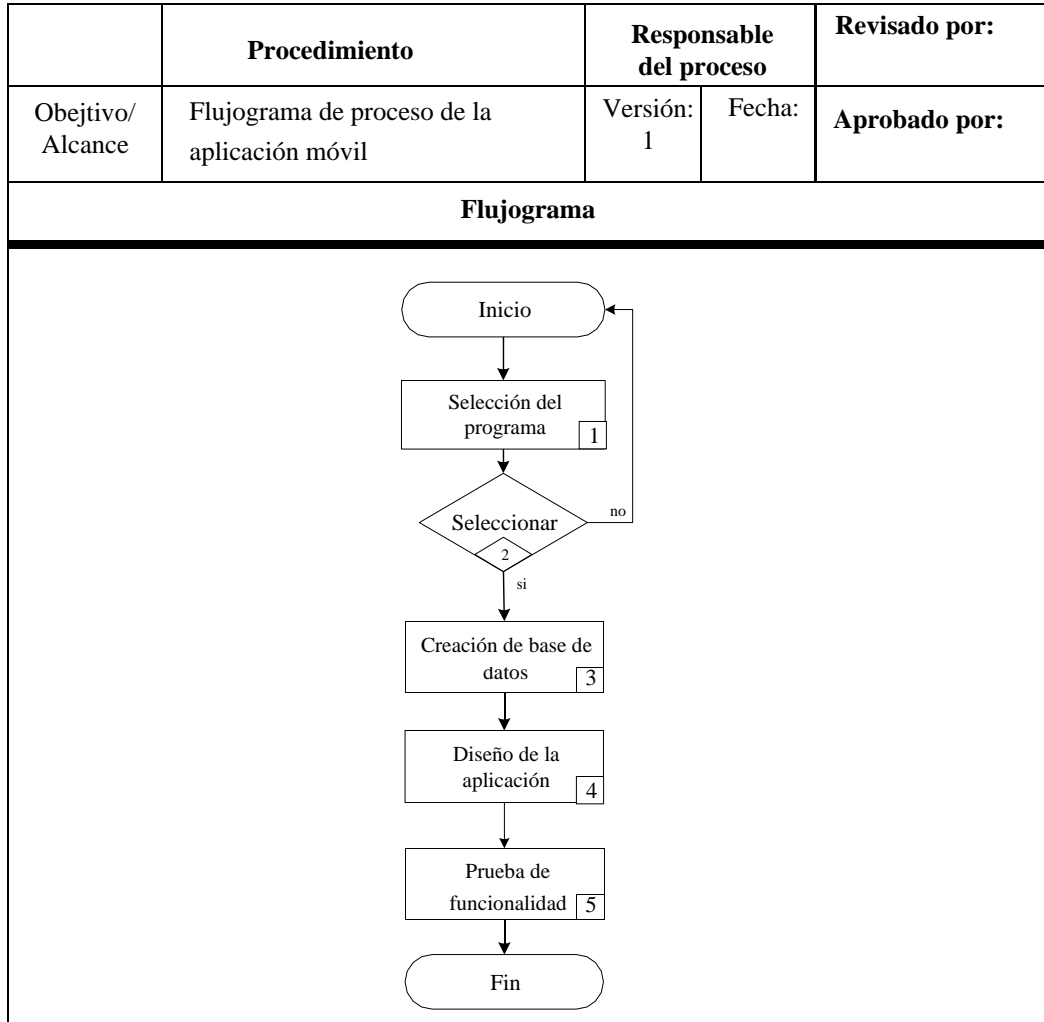 Procedimiento
Responsable
del proceso
Revisado por:
Obejtivo/
Alcance
Flujograma de proceso de la
aplicación móvil
Versión:
1
Fecha:
Aprobado por:
Flujograma
Inicio
Selección del
programa
1
Seleccionar
2
no
si
Creación de base de
datos
3
Diseño de la
aplicación
4
Prueba de
funcionalidad
5
Fin